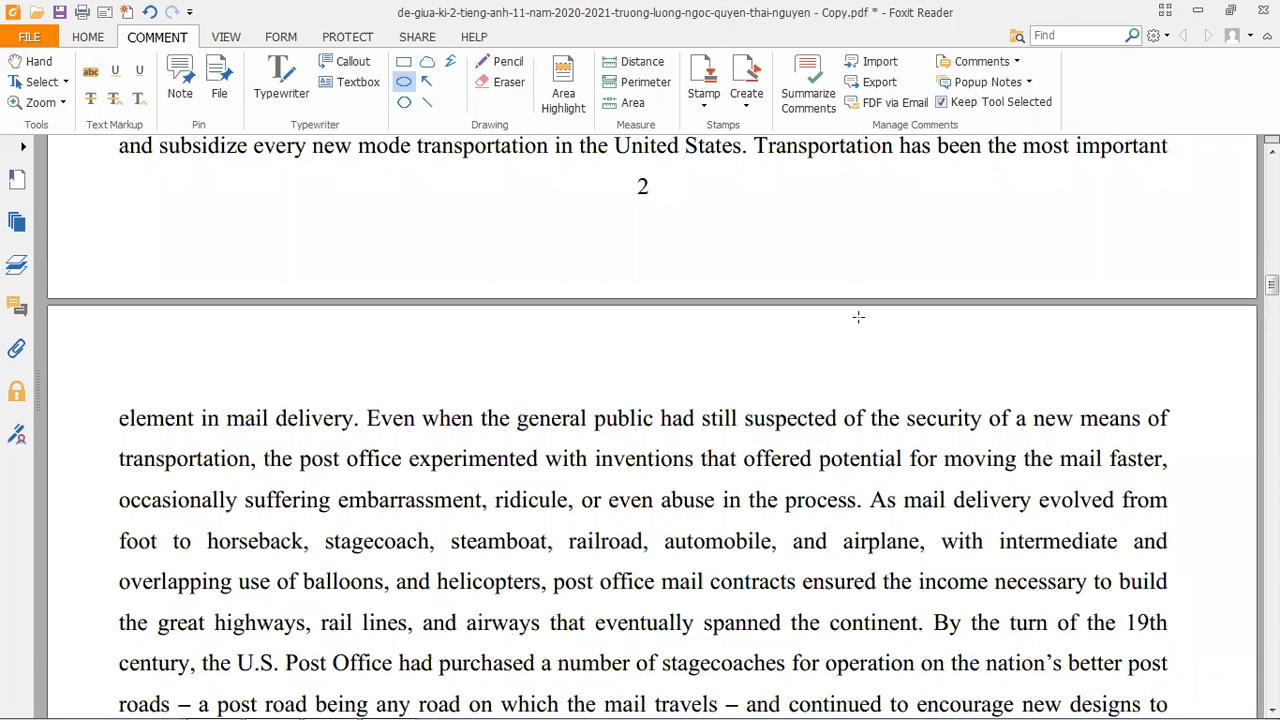 de-giua-ki-2-tieng-anh-11-nam-2020-2021-truong-luong-ngoc-quyen-thai-nguyen - Copy.pdf * - Foxit Reader
FILE HOME COMMENT VIEW FORM PROTECT SHARE HELP Find
Hand
Select
Zoom
Tools
Text Markup
Note
File
Pin
Typewriter
Callout
Textbox
Typewriter
Pencil
Eraser
Drawing
Area Highlight
Distance
Perimeter
Area
Measure
Stamp
Create
Stamps
Summarize Comments
Import
Export
FDF via Email
Comments
Popup Notes
Keep Tool Selected
Manage Comments
and subsidize every new mode transportation in the United States. Transportation has been the most important
2
element in mail delivery. Even when the general public had still suspected of the security of a new means of
transportation, the post office experimented with inventions that offered potential for moving the mail faster,
occasionally suffering embarrassment, ridicule, or even abuse in the process. As mail delivery evolved from
foot to horseback, stagecoach, steamboat, railroad, automobile, and airplane, with intermediate and
overlapping use of balloons, and helicopters, post office mail contracts ensured the income necessary to build
the great highways, rail lines, and airways that eventually spanned the continent. By the turn of the 19th
century, the U.S. Post Office had purchased a number of stagecoaches for operation on the nation’s better post
roads – a post road being any road on which the mail travels – and continued to encourage new designs to